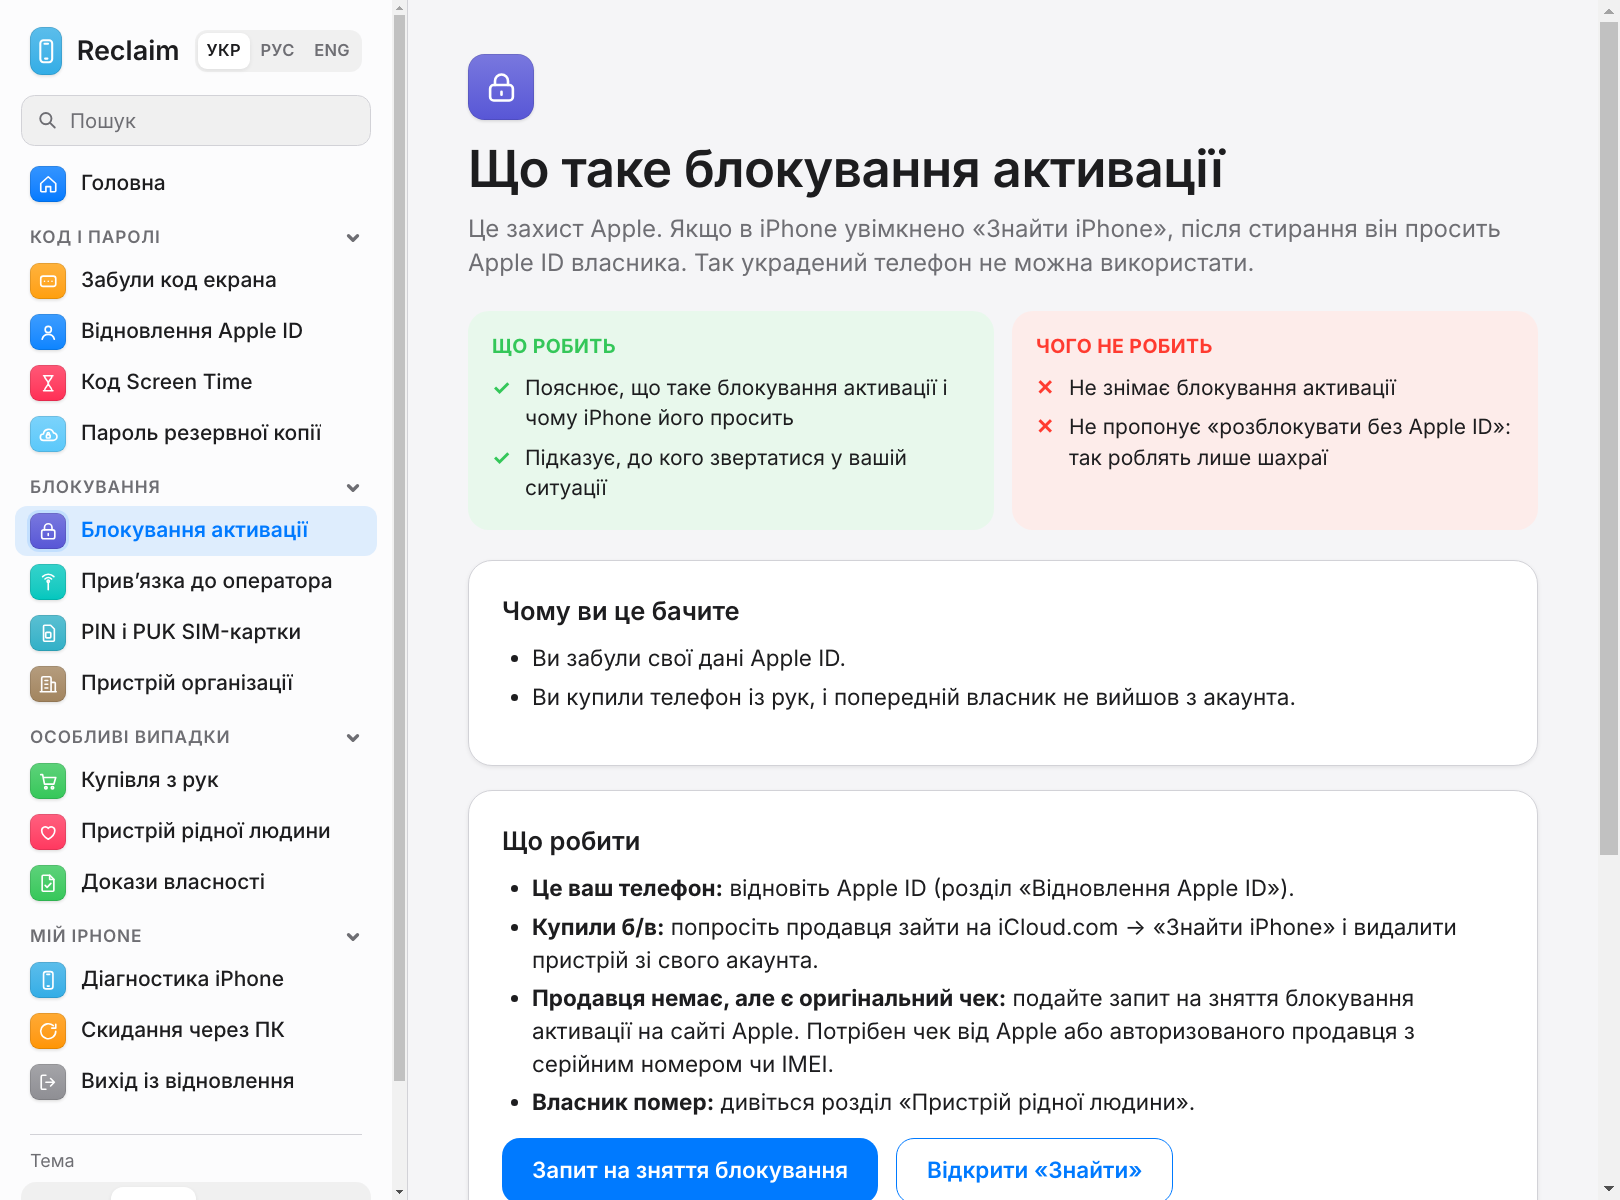 Reclaim
УКР РУС ENG
Пошук
Головна
КОД І ПАРОЛІ
Забули код екрана
Відновлення Apple ID
Код Screen Time
Пароль резервної копії
БЛОКУВАННЯ
Блокування активації
Прив’язка до оператора
PIN і PUK SIM-картки
Пристрій організації
ОСОБЛИВІ ВИПАДКИ
Купівля з рук
Пристрій рідної людини
Докази власності
МІЙ IPHONE
Діагностика iPhone
Скидання через ПК
Вихід із відновлення
Тема
Що таке блокування активації
Це захист Apple. Якщо в iPhone увімкнено «Знайти iPhone», після стирання він просить
Apple ID власника. Так украдений телефон не можна використати.
ЩО РОБИТЬ
Пояснює, що таке блокування активації і
чому iPhone його просить
Підказує, до кого звертатися у вашій
ситуації
ЧОГО НЕ РОБИТЬ
Не знімає блокування активації
Не пропонує «розблокувати без Apple ID»:
так роблять лише шахраї
Чому ви це бачите
Ви забули свої дані Apple ID.
Ви купили телефон із рук, і попередній власник не вийшов з акаунта.
Що робити
Це ваш телефон: відновіть Apple ID (розділ «Відновлення Apple ID»).
Купили б/в: попросіть продавця зайти на iCloud.com → «Знайти iPhone» і видалити
пристрій зі свого акаунта.
Продавця немає, але є оригінальний чек: подайте запит на зняття блокування
активації на сайті Apple. Потрібен чек від Apple або авторизованого продавця з
серійним номером чи IMEI.
Власник помер: дивіться розділ «Пристрій рідної людини».
Запит на зняття блокування
Відкрити «Знайти»